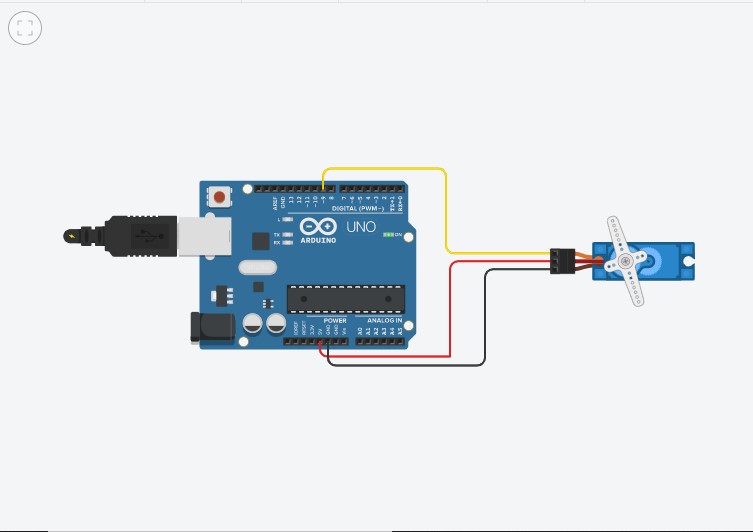 AREF
GND
13
12
~11
~10
~9
8
7
~6
~5
4
~3
2
TX→1
RX←0
DIGITAL (PWM~)
L
TX
RX
UNO
ARDUINO
ON
POWER
ANALOG IN
IOREF
RESET
3.3V
5V
GND
GND
VIN
A0
A1
A2
A3
A4
A5